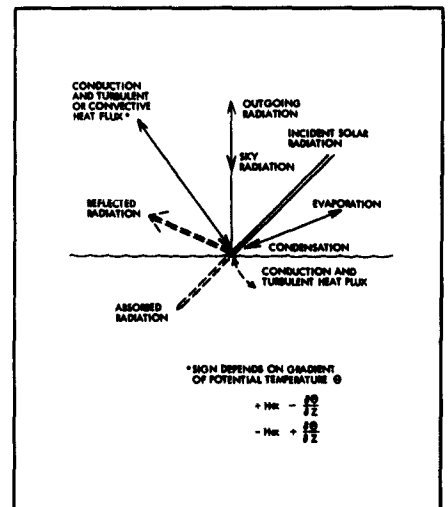 CONDUCTION
AND TURBULENT
OR CONVECTIVE
HEAT FLUX*
OUTGOING
RADIATION
INCIDENT SOLAR
RADIATION
SKY
RADIATION
REFLECTED
RADIATION
EVAPORATION
CONDENSATION
CONDUCTION AND
TURBULENT HEAT FLUX
ABSORBED
RADIATION
*SIGN DEPENDS ON GRADIENT
OF POTENTIAL TEMPERATURE Θ
+ H∝ - ∂Θ/∂Z
- H∝ + ∂Θ/∂Z